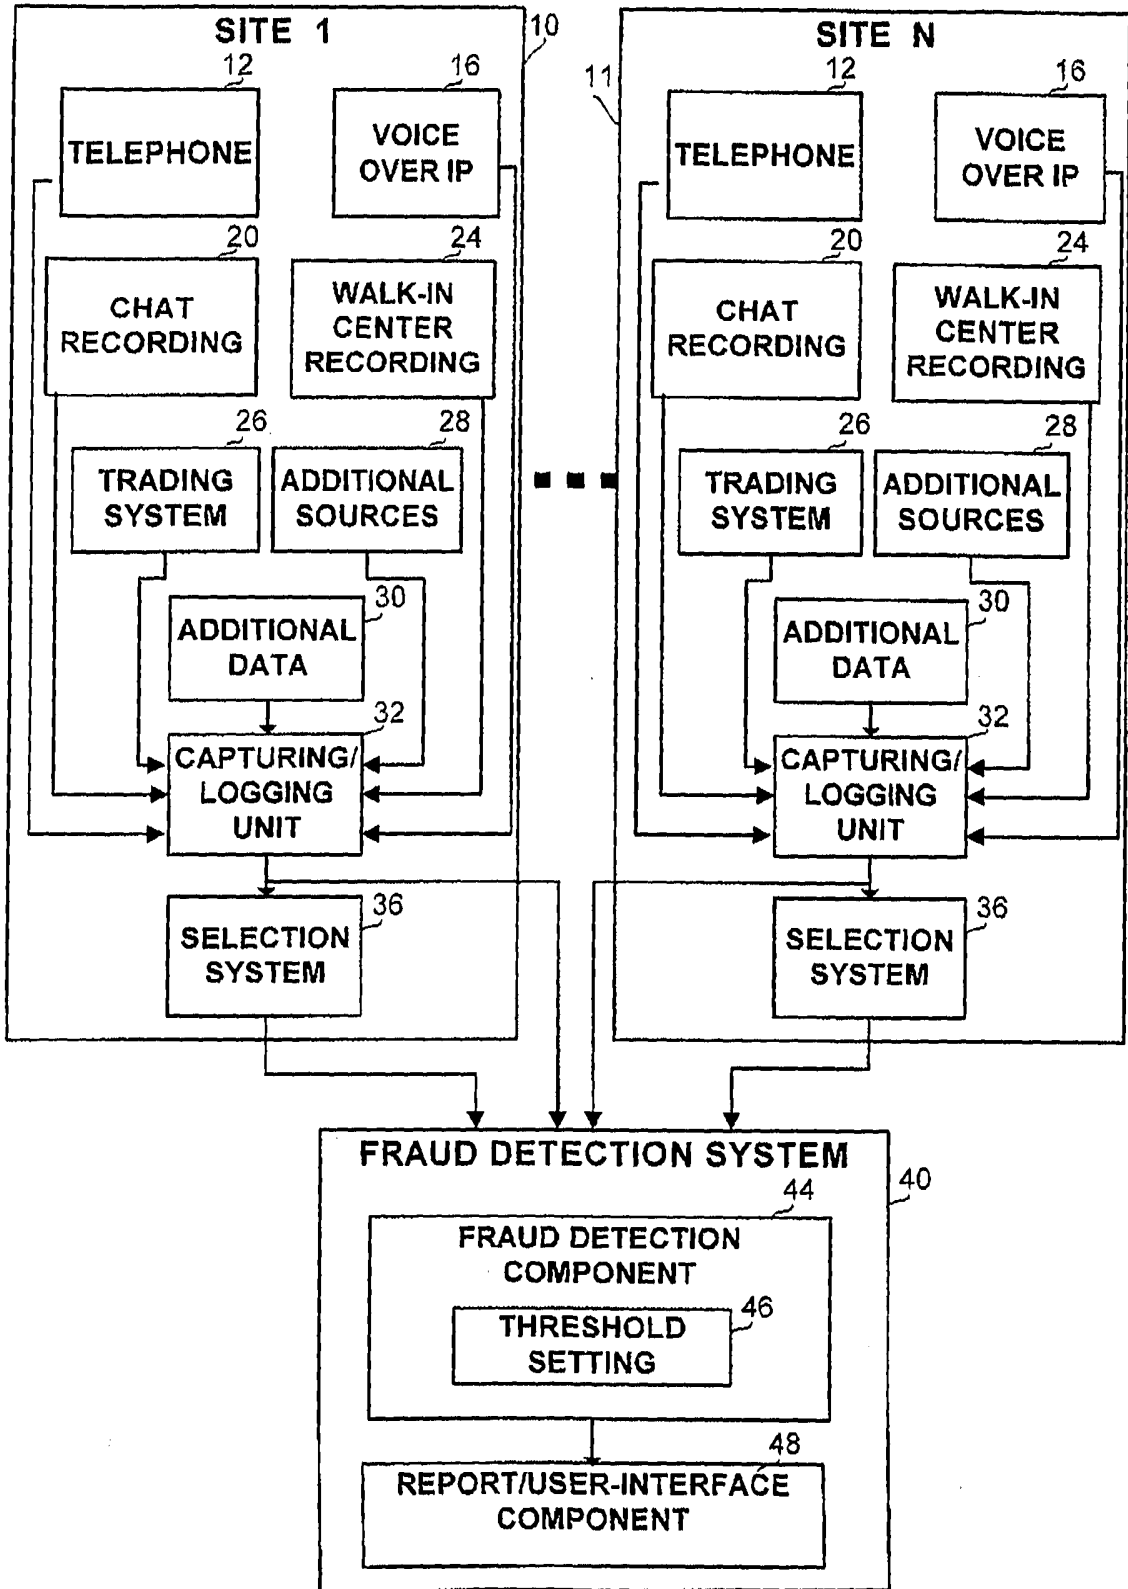 SITE 1
10
12
16
TELEPHONE
VOICE
OVER IP
20
24
CHAT
RECORDING
WALK-IN
CENTER
RECORDING
26
28
TRADING
SYSTEM
ADDITIONAL
SOURCES
30
ADDITIONAL
DATA
32
CAPTURING/
LOGGING
UNIT
36
SELECTION
SYSTEM
SITE N
11
12
16
TELEPHONE
VOICE
OVER IP
20
24
CHAT
RECORDING
WALK-IN
CENTER
RECORDING
26
28
TRADING
SYSTEM
ADDITIONAL
SOURCES
30
ADDITIONAL
DATA
32
CAPTURING/
LOGGING
UNIT
36
SELECTION
SYSTEM
FRAUD DETECTION SYSTEM
40
44
FRAUD DETECTION
COMPONENT
46
THRESHOLD
SETTING
48
REPORT/USER-INTERFACE
COMPONENT